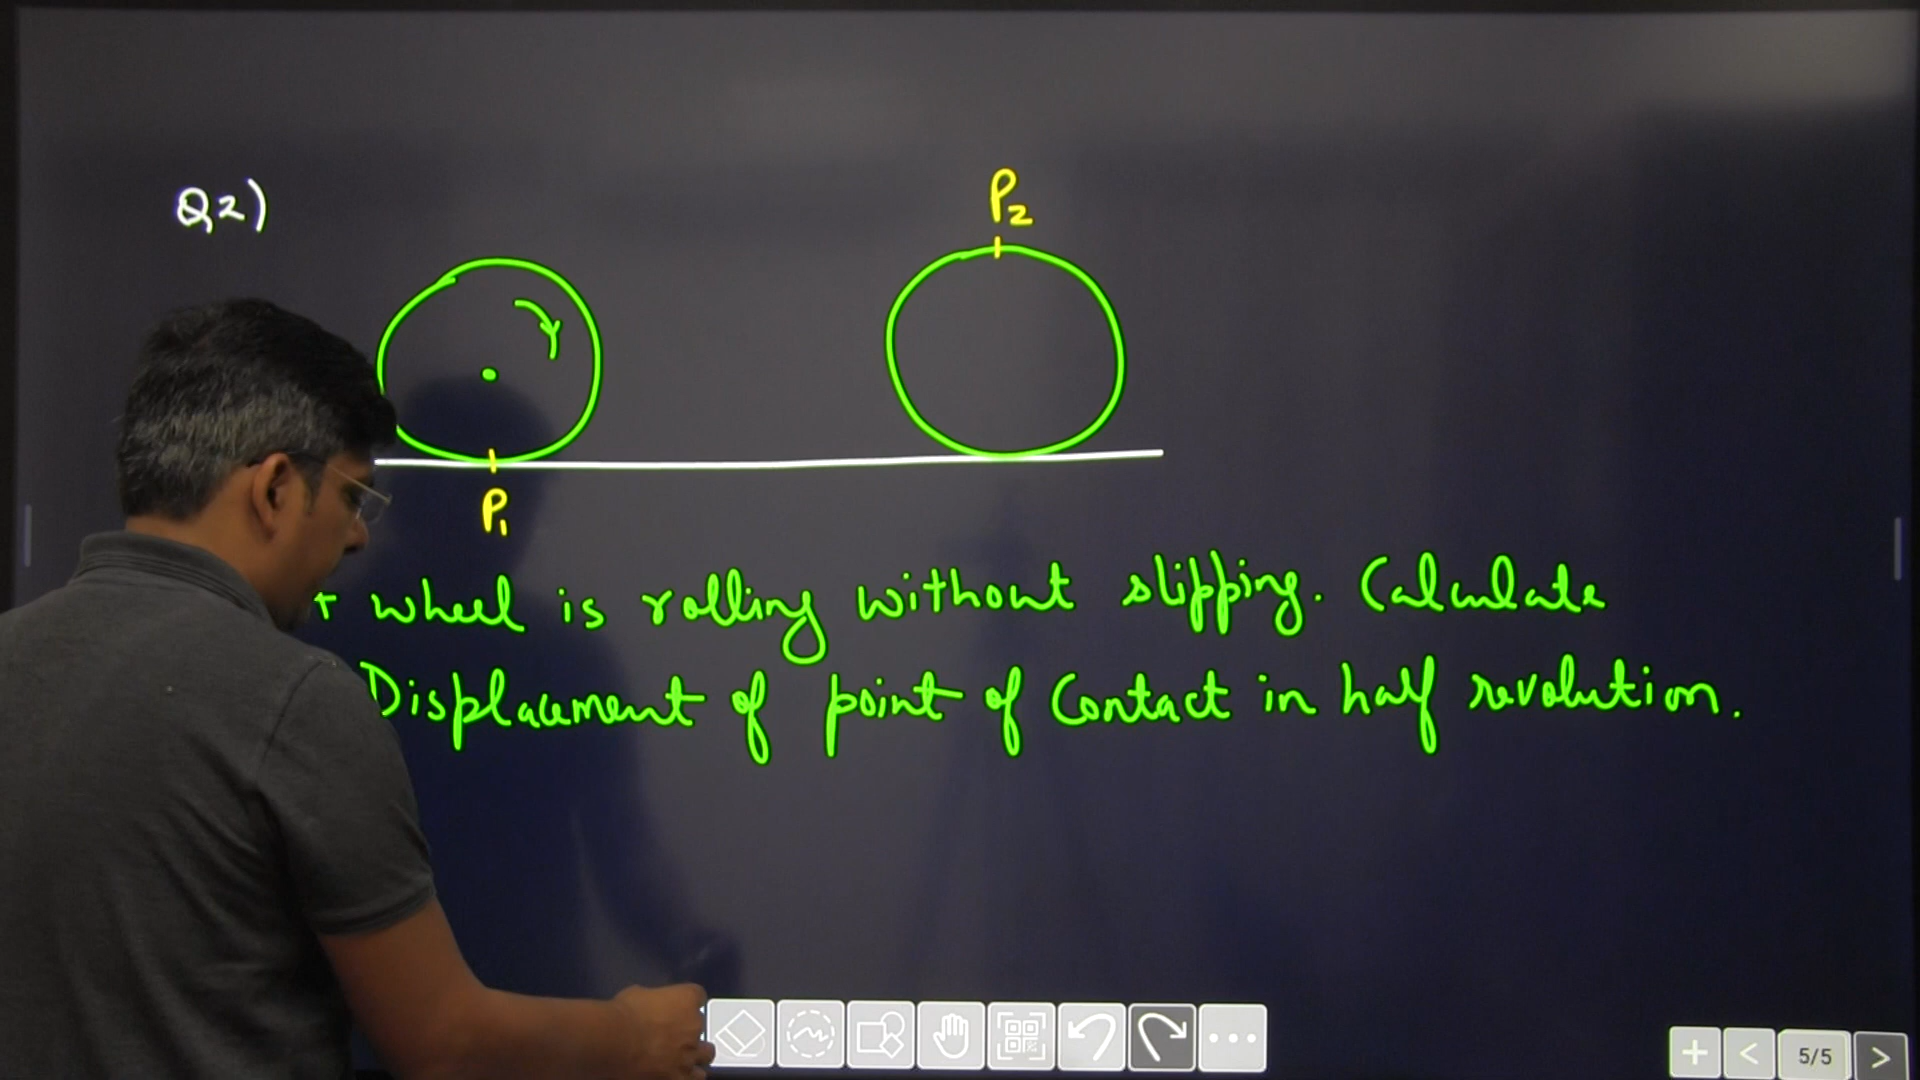 Q2)
P2
P1
wheel is rolling without slipping. Calculate
Displacement of point of Contact in half revolution.
5/5